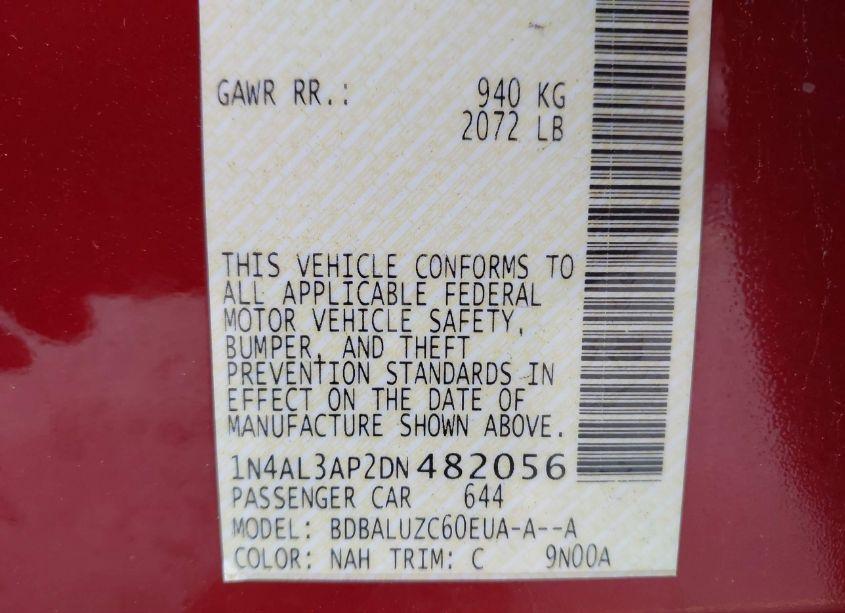 GAWR RR.: 940 KG
2072 LB
THIS VEHICLE CONFORMS TO
ALL APPLICABLE FEDERAL
MOTOR VEHICLE SAFETY,
BUMPER, AND THEFT
PREVENTION STANDARDS IN
EFFECT ON THE DATE OF
MANUFACTURE SHOWN ABOVE.
1N4AL3AP2DN482056
PASSENGER CAR 644
MODEL: BDBALUZC60EUA-A--A
COLOR: NAH TRIM: C 9N00A